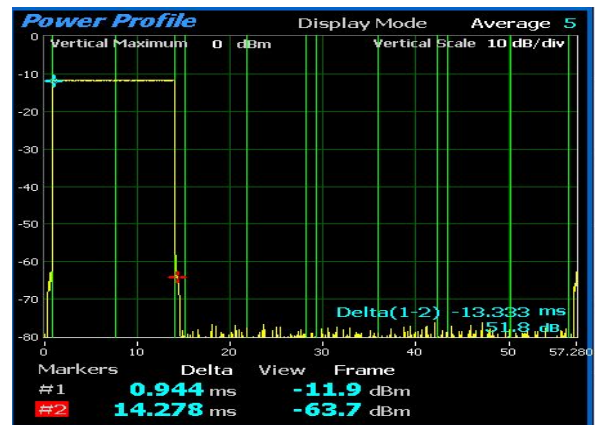 Power Profile Display Mode Average 5
Vertical Maximum 0 dBm Vertical Scale 10 dB/div
0
-10
-20
-30
-40
-50
-60
-70
-80
Delta(1-2) -13.333 ms
51.8 dB
0 10 20 30 40 50 57.280
Markers Delta View Frame
#1 0.944 ms -11.9 dBm
#2 14.278 ms -63.7 dBm